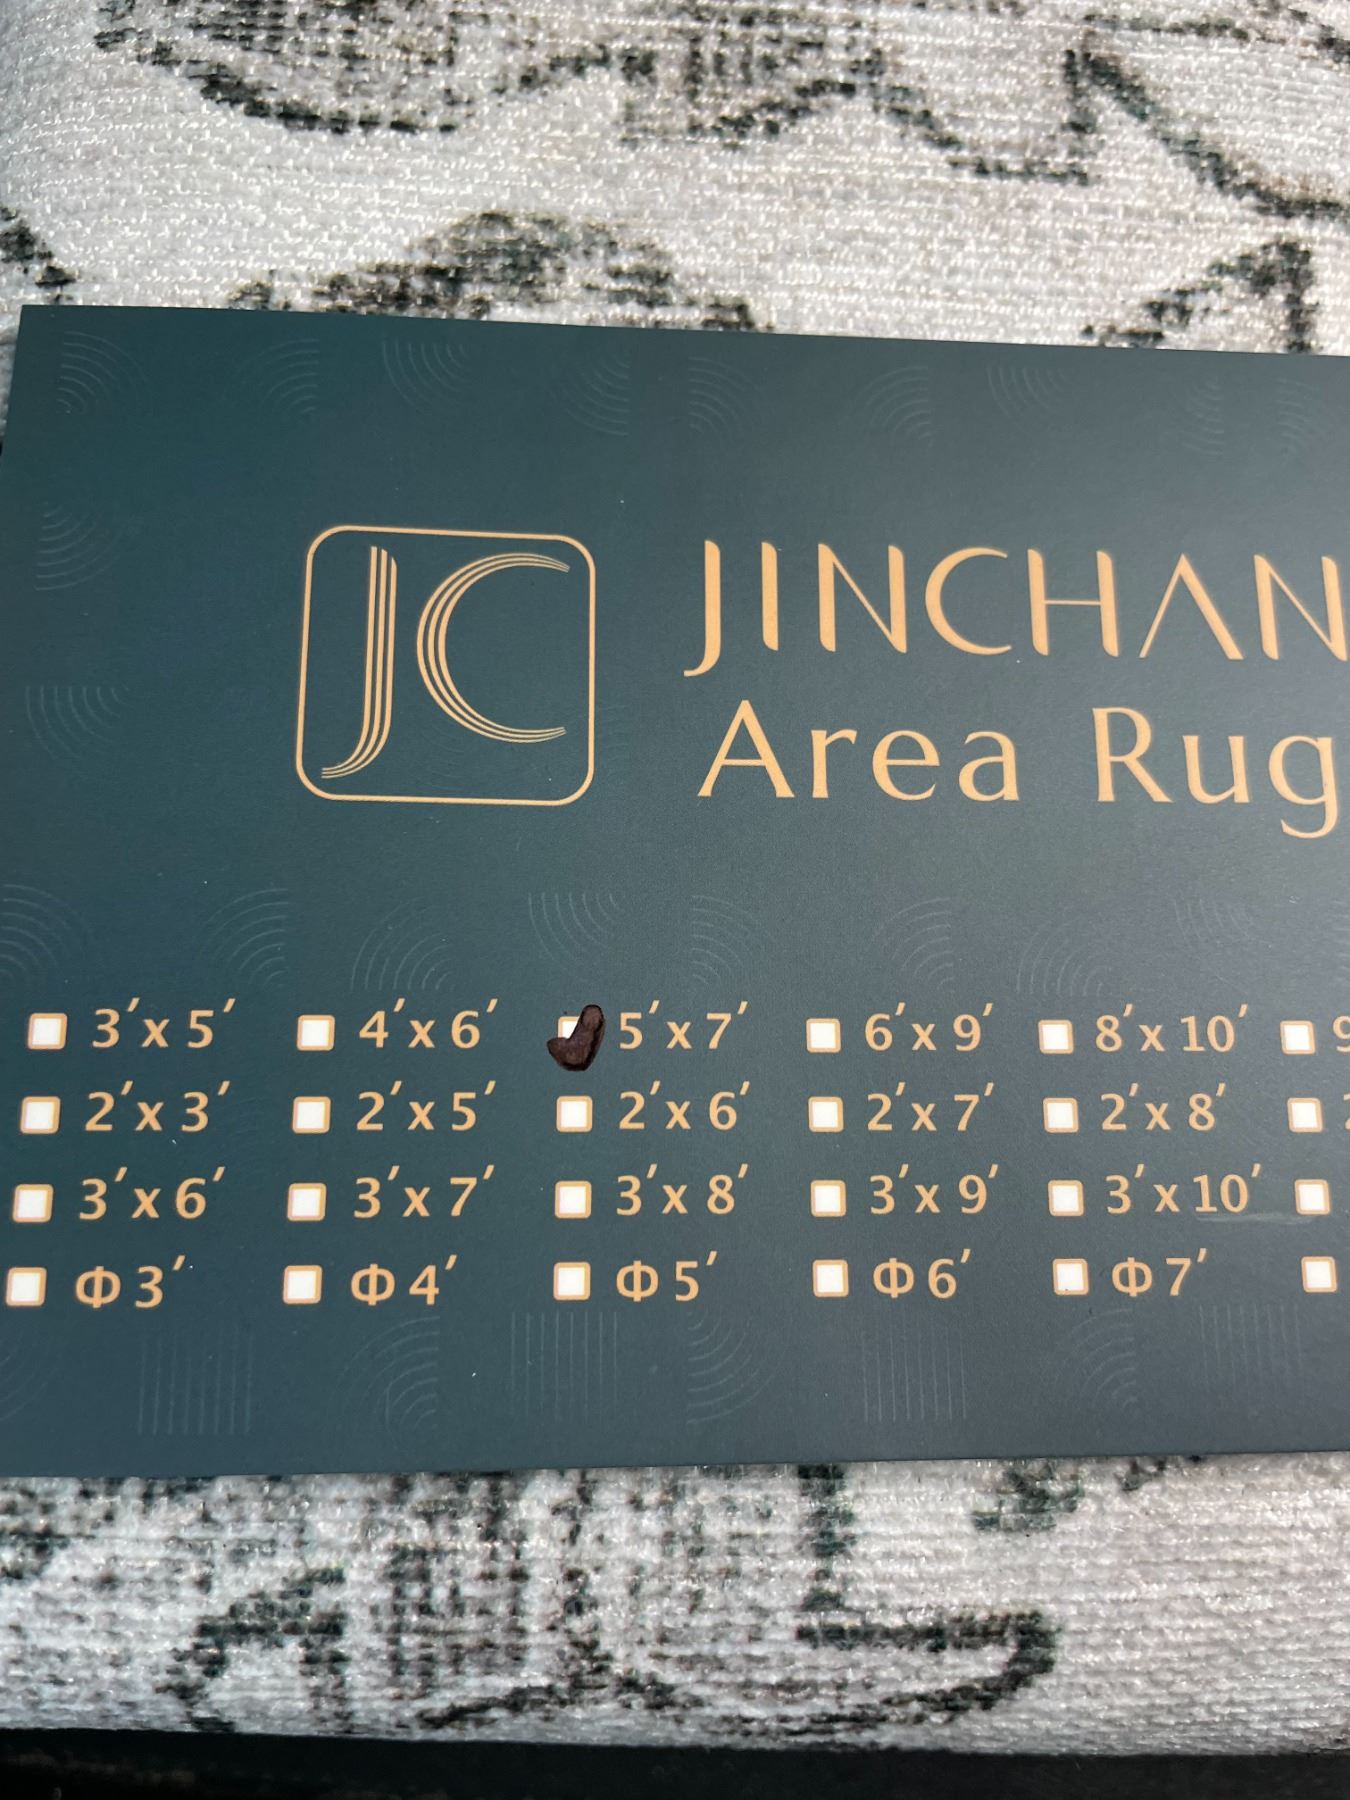 JC
JINCHAN
Area Rug
3′x 5′ 4′x 6′ 5′x 7′ 6′x 9′ 8′x 10′ 9
2′x 3′ 2′x 5′ 2′x 6′ 2′x 7′ 2′x 8′
3′x 6′ 3′x 7′ 3′x 8′ 3′x 9′ 3′x10′
Φ3′ Φ4′ Φ5′ Φ6′ Φ7′